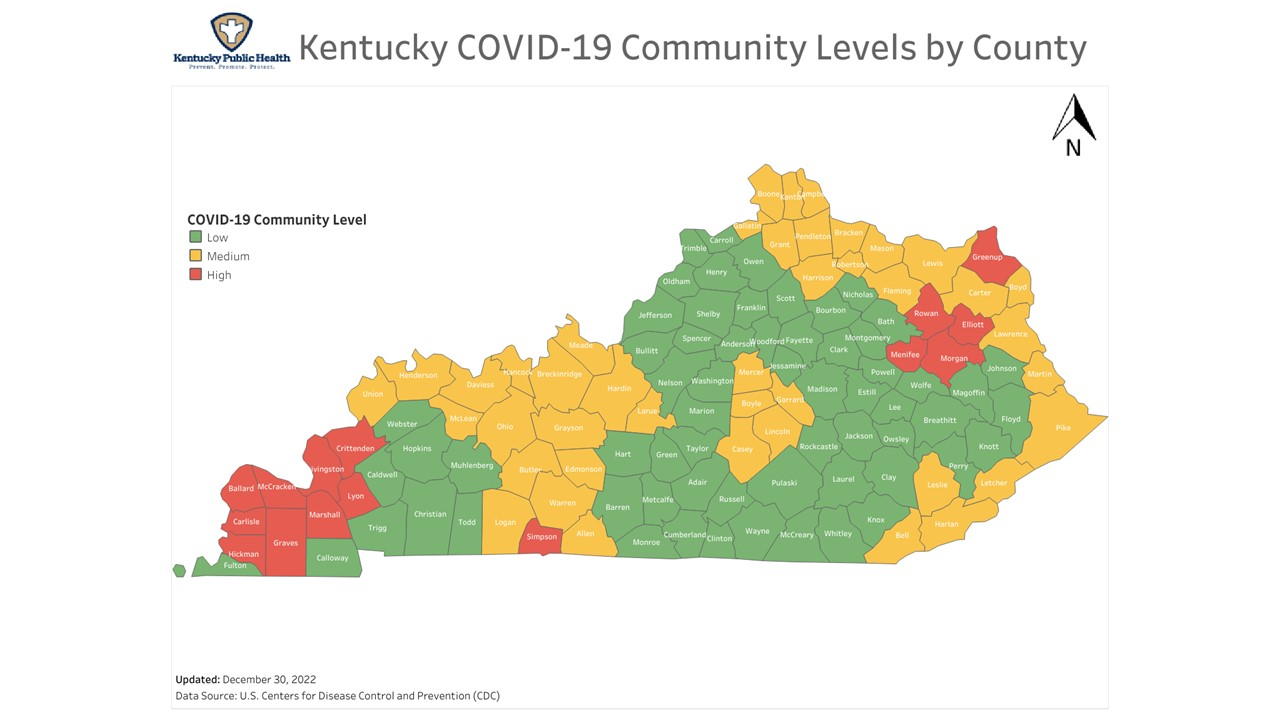 Kentucky Public Health
Prevent. Promote. Protect.
Kentucky COVID-19 Community Levels by County
N
COVID-19 Community Level
Low
Medium
High
Boone
Campbe
Gallatin
Carroll
Trimble
Grant
Pendleton
Bracken
Mason
Owen
Robertson
Lewis
Greenup
Henry
Oldham
Harrison
Fleming
Carter
Boyd
Nicholas
Scott
Franklin
Bourbon
Jefferson
Shelby
Bath
Rowan
Elliott
Lawrence
Spencer
Anderson
Woodford
Fayette
Montgomery
Clark
Bullitt
Menifee
Morgan
Meade
Jessamine
Mercer
Powell
Johnson
Martin
Henderson
Hancock
Breckinridge
Daviess
Nelson
Washington
Wolfe
Magoffin
Union
Hardin
Madison
Estill
Garrard
Boyle
Larue
Marion
Lee
McLean
Webster
Ohio
Grayson
Lincoln
Breathitt
Floyd
Pike
Crittenden
Hopkins
Taylor
Casey
Rockcastle
Jackson
Owsley
Knott
Hart
Green
Livingston
Caldwell
Muhlenberg
Butler
Edmonson
Perry
Adair
Pulaski
Laurel
Clay
Leslie
Letcher
Ballard
McCracken
Lyon
Marshall
Warren
Barren
Metcalfe
Russell
Carlisle
Trigg
Christian
Todd
Logan
Knox
Harlan
Graves
Simpson
Allen
Monroe
Cumberland
Clinton
Wayne
McCreary
Whitley
Bell
Hickman
Fulton
Calloway
Updated: December 30, 2022
Data Source: U.S. Centers for Disease Control and Prevention (CDC)